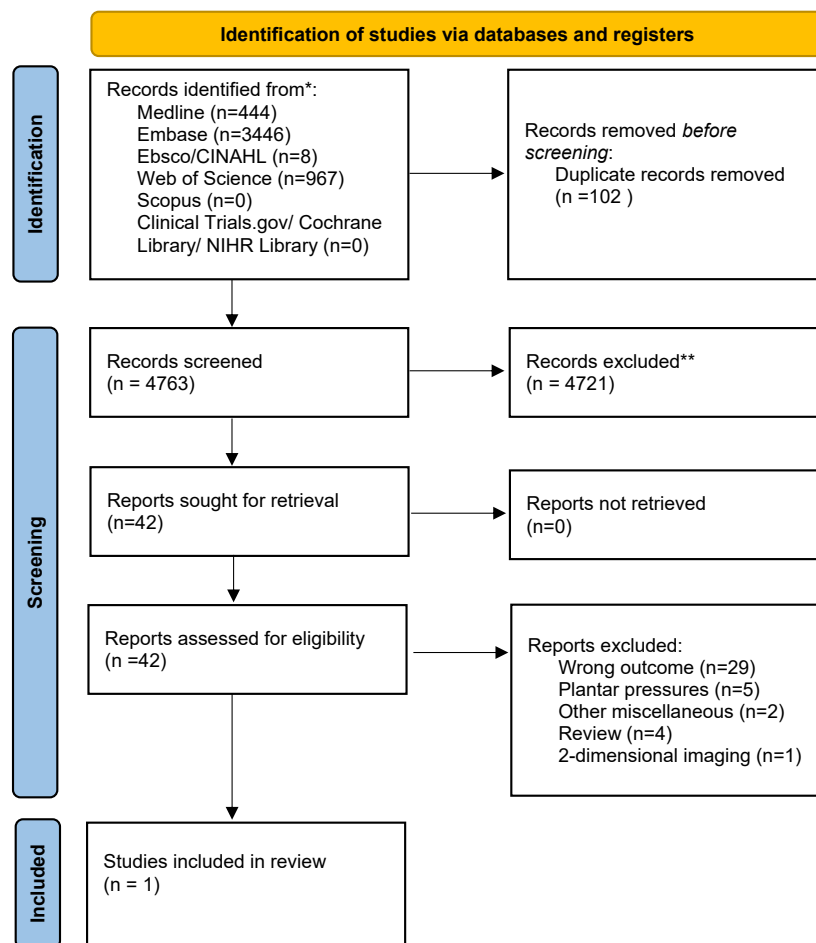 Identification of studies via databases and registers
Identification
Records identified from*:
Medline (n=444)
Embase (n=3446)
Ebsco/CINAHL (n=8)
Web of Science (n=967)
Scopus (n=0)
Clinical Trials.gov/ Cochrane
Library/ NIHR Library (n=0)
Records removed before
screening:
Duplicate records removed
(n =102 )
Screening
Records screened
(n = 4763)
Records excluded**
(n = 4721)
Reports sought for retrieval
(n=42)
Reports not retrieved
(n=0)
Reports assessed for eligibility
(n =42)
Reports excluded:
Wrong outcome (n=29)
Plantar pressures (n=5)
Other miscellaneous (n=2)
Review (n=4)
2-dimensional imaging (n=1)
Included
Studies included in review
(n = 1)